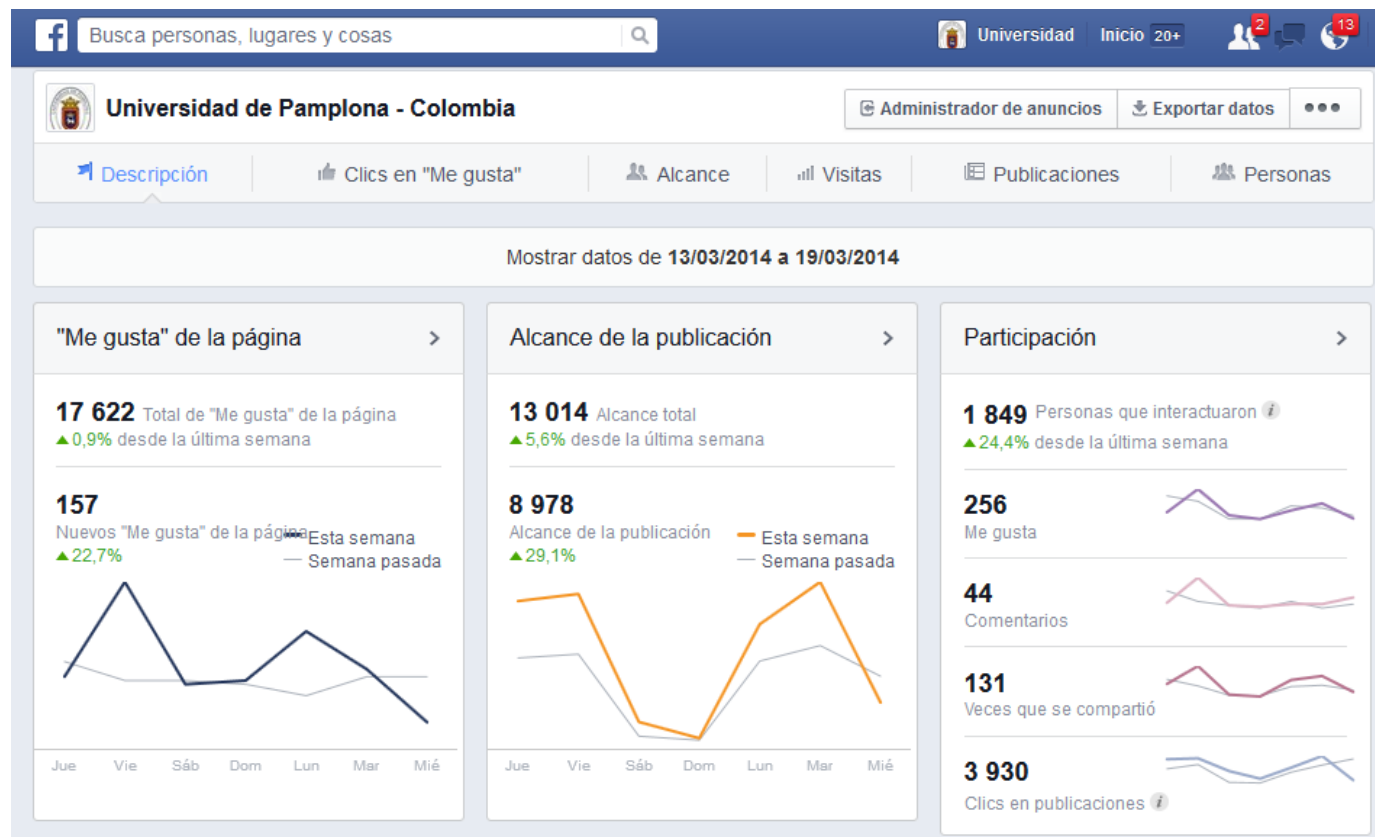 Busca personas, lugares y cosas
Universidad Inicio 20+ 2 13
Universidad de Pamplona - Colombia
Administrador de anuncios Exportar datos
Descripción Clics en "Me gusta" Alcance Visitas Publicaciones Personas
Mostrar datos de 13/03/2014 a 19/03/2014
"Me gusta" de la página
17 622 Total de "Me gusta" de la página
0,9% desde la última semana
157
Nuevos "Me gusta" de la página
22,7%
Esta semana
Semana pasada
Jue Vie Sáb Dom Lun Mar Mié
Alcance de la publicación
13 014 Alcance total
5,6% desde la última semana
8 978
Alcance de la publicación
29,1%
Esta semana
Semana pasada
Jue Vie Sáb Dom Lun Mar Mié
Participación
1 849 Personas que interactuaron
24,4% desde la última semana
256
Me gusta
44
Comentarios
131
Veces que se compartió
3 930
Clics en publicaciones